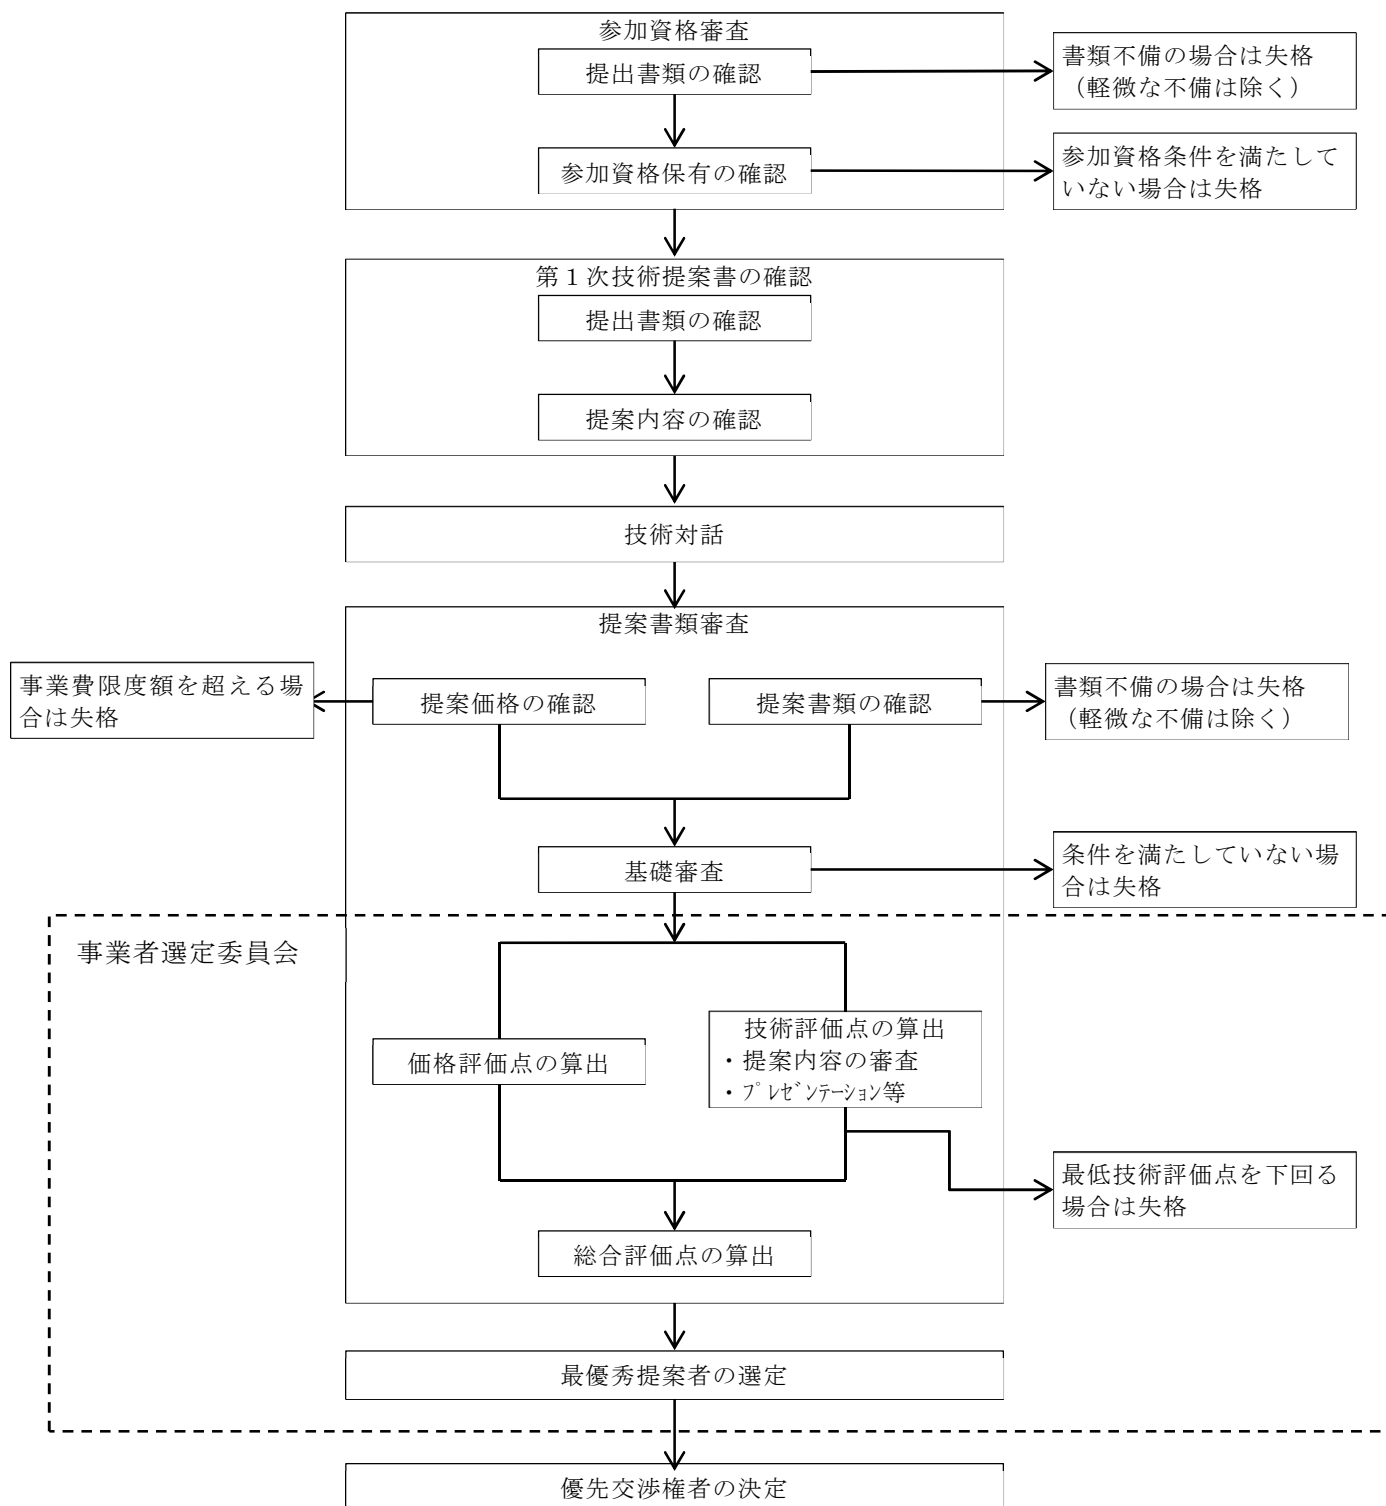 参加資格審査
提出書類の確認
書類不備の場合は失格
（軽微な不備は除く）
参加資格保有の確認
参加資格条件を満たして
いない場合は失格
第１次技術提案書の確認
提出書類の確認
提案内容の確認
技術対話
提案書類審査
事業費限度額を超える場
合は失格
提案価格の確認
提案書類の確認
書類不備の場合は失格
（軽微な不備は除く）
基礎審査
条件を満たしていない場
合は失格
事業者選定委員会
価格評価点の算出
技術評価点の算出
・提案内容の審査
・ﾌﾟﾚｾﾞﾝﾃｰｼｮﾝ等
最低技術評価点を下回る
場合は失格
総合評価点の算出
最優秀提案者の選定
優先交渉権者の決定